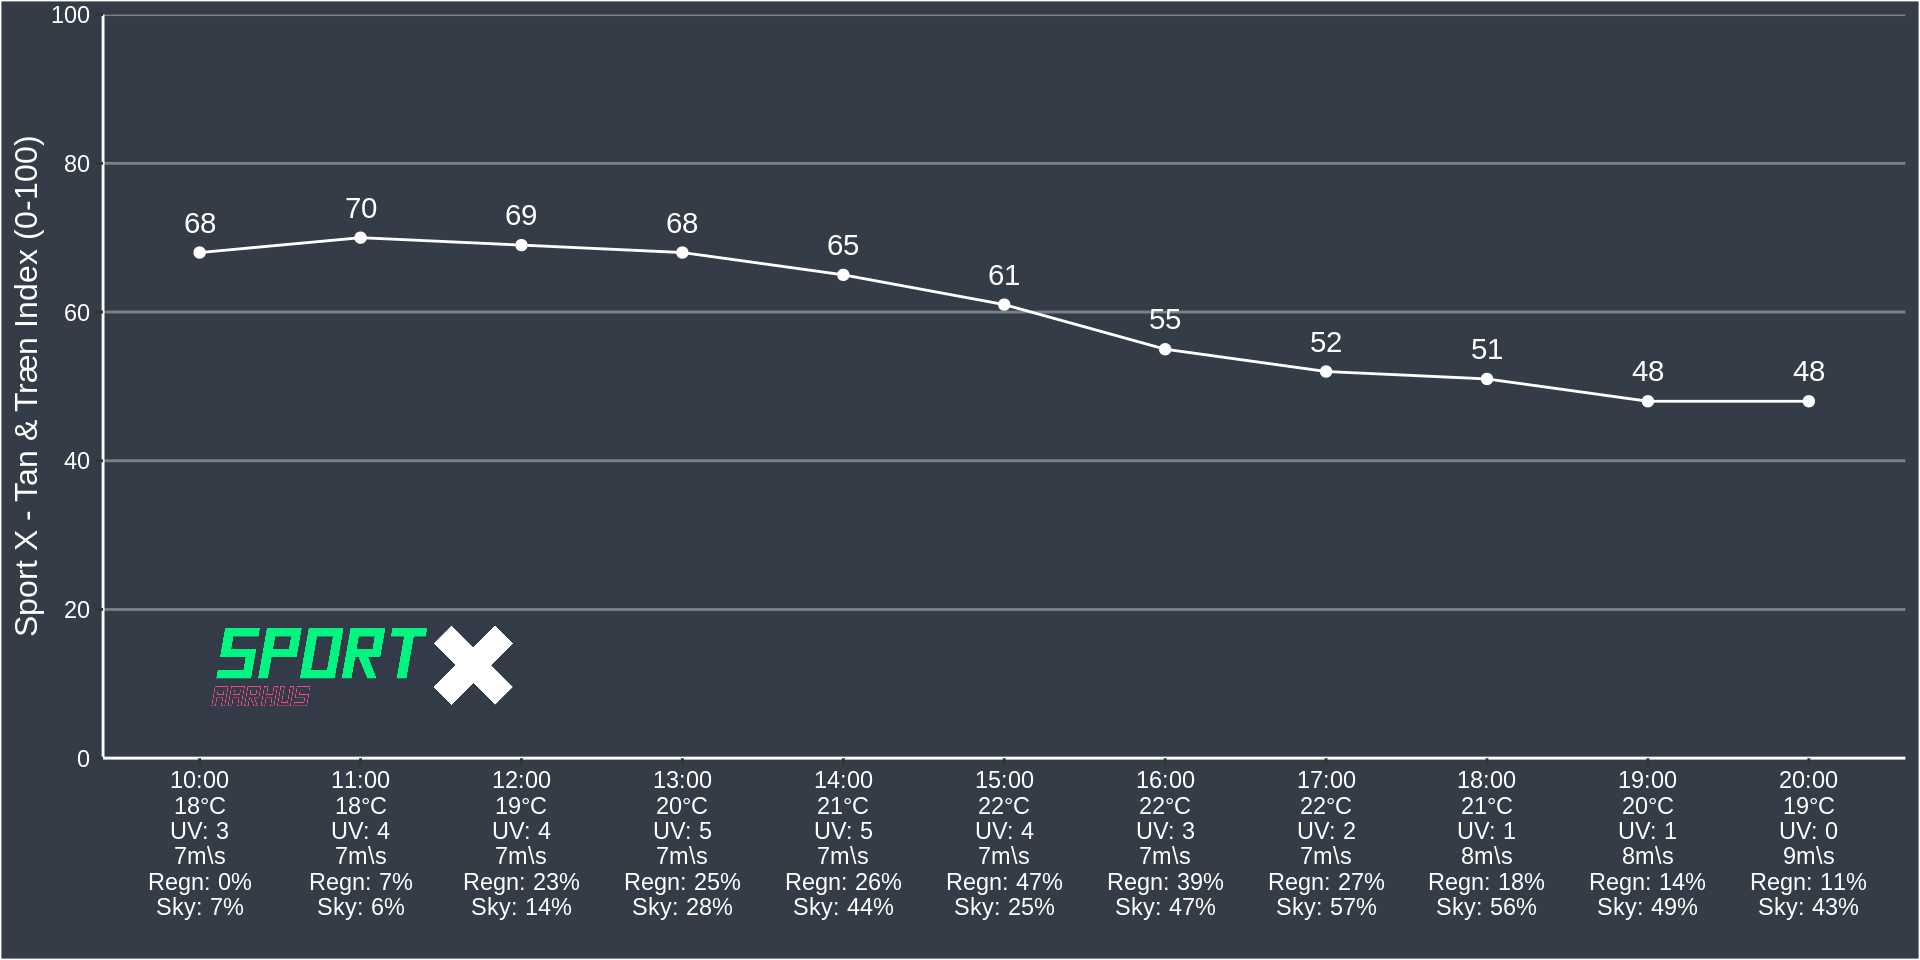 Sport X - Tan & Træn Index (0-100)
100
80
60
40
20
0
68 70 69 68 65 61 55 52 51 48 48
SPORT X
AARHUS
10:00 11:00 12:00 13:00 14:00 15:00 16:00 17:00 18:00 19:00 20:00
18°C 18°C 19°C 20°C 21°C 22°C 22°C 22°C 21°C 20°C 19°C
UV: 3 UV: 4 UV: 4 UV: 5 UV: 5 UV: 4 UV: 3 UV: 2 UV: 1 UV: 1 UV: 0
7m\s 7m\s 7m\s 7m\s 7m\s 7m\s 7m\s 7m\s 8m\s 8m\s 9m\s
Regn: 0% Regn: 7% Regn: 23% Regn: 25% Regn: 26% Regn: 47% Regn: 39% Regn: 27% Regn: 18% Regn: 14% Regn: 11%
Sky: 7% Sky: 6% Sky: 14% Sky: 28% Sky: 44% Sky: 25% Sky: 47% Sky: 57% Sky: 56% Sky: 49% Sky: 43%